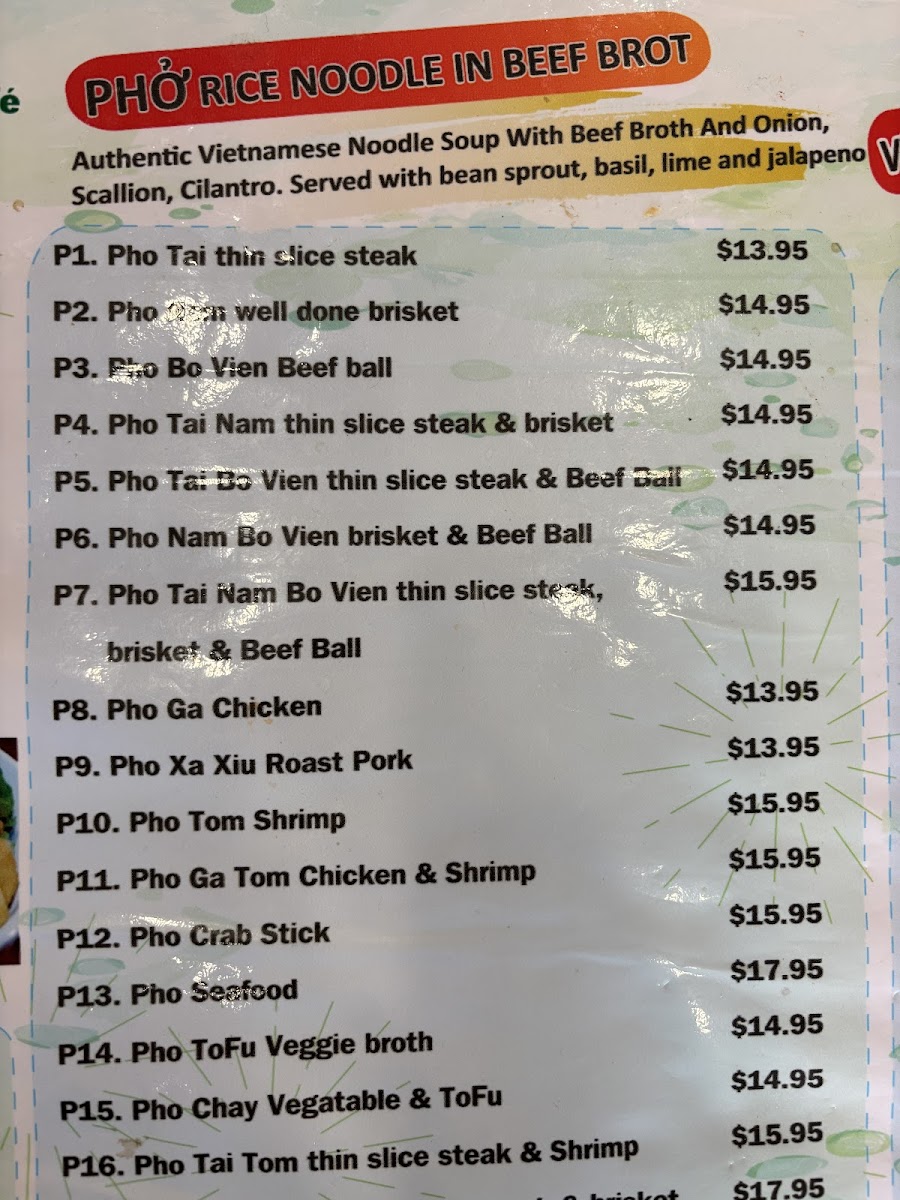 é
PHỞ RICE NOODLE IN BEEF BROT
Authentic Vietnamese Noodle Soup With Beef Broth And Onion,
Scallion, Cilantro. Served with bean sprout, basil, lime and jalapeno
V
P1. Pho Tai thin slice steak $13.95
P2. Pho well done brisket $14.95
P3. Pho Bo Vien Beef ball $14.95
P4. Pho Tai Nam thin slice steak & brisket $14.95
P5. Pho Tai Bo Vien thin slice steak & Beef Ball $14.95
P6. Pho Nam Bo Vien brisket & Beef Ball $14.95
P7. Pho Tai Nam Bo Vien thin slice steak, $15.95
brisket & Beef Ball
P8. Pho Ga Chicken $13.95
P9. Pho Xa Xiu Roast Pork $13.95
P10. Pho Tom Shrimp $15.95
P11. Pho Ga Tom Chicken & Shrimp $15.95
P12. Pho Crab Stick $15.95
P13. Pho Seafood $17.95
P14. Pho ToFu Veggie broth $14.95
P15. Pho Chay Vegatable & ToFu $14.95
P16. Pho Tai Tom thin slice steak & Shrimp $15.95
& brisket $17.95